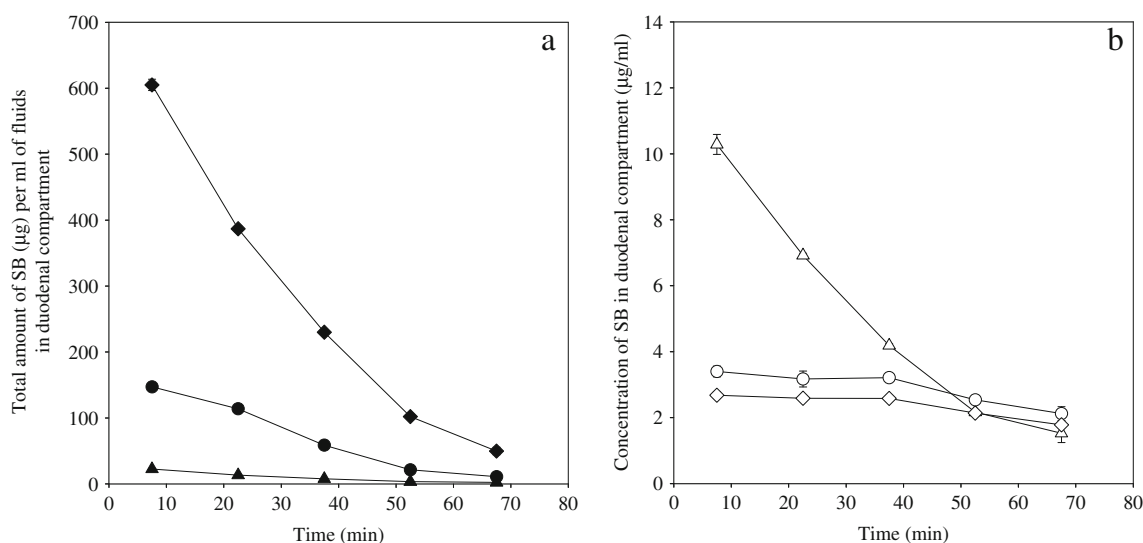 a
700
600
500
400
300
200
100
0
0 10 20 30 40 50 60 70 80
Time (min)
Total amount of SB (µg) per ml of fluids
in duodenal compartment
b
14
12
10
8
6
4
2
0
0 10 20 30 40 50 60 70 80
Time (min)
Concentration of SB in duodenal compartment (µg/ml)